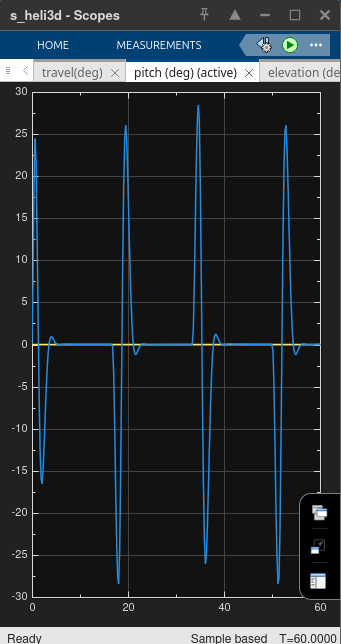 s_heli3d - Scopes
HOME MEASUREMENTS
travel(deg) pitch (deg) (active) elevation (de
30
25
20
15
10
5
0
-5
-10
-15
-20
-25
-30
0 20 40 60
Ready Sample based T=60.0000